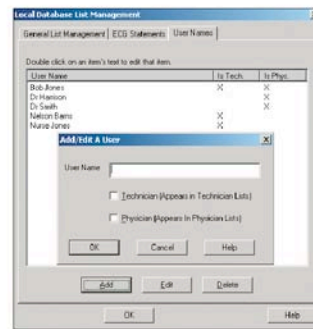 Local Database List Management
General List Management ECG Statements User Names
Double click on an item's text to edit that item.
User Name Is Tech. Is Phys.
Bob Jones X
Dr Harrison X
Dr Smith X
Nelson Barns X
Nurse Jones X
Add/Edit A User X
User Name
Technician (Appears in Technician Lists)
Physician (Appears In Physician Lists)
OK Cancel Help
Add Edit Delete
OK Help